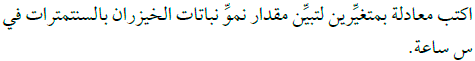 اكتب معادلة بمتغيِّرين لتبيِّن مقدار نموِّ نباتات الخيزران بالسنتمترات في
س ساعة.